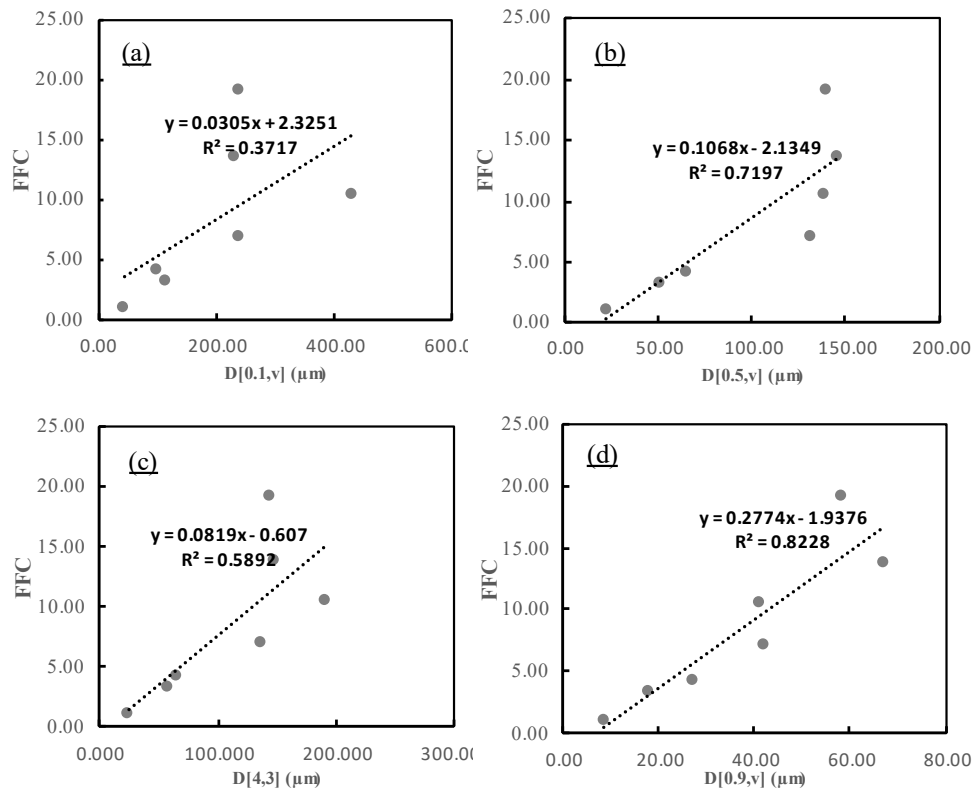 25.00
20.00
15.00
10.00
5.00
0.00
FFC
(a)
y = 0.0305x + 2.3251
R² = 0.3717
0.00 200.00 400.00 600.0
D[0.1,v] (µm)
25.00
20.00
15.00
10.00
5.00
0.00
FFC
(b)
y = 0.1068x - 2.1349
R² = 0.7197
0.00 50.00 100.00 150.00 200.00
D[0.5,v] (µm)
25.00
20.00
15.00
10.00
5.00
0.00
FFC
(c)
y = 0.0819x - 0.607
R² = 0.5892
0.000 100.000 200.000 300.00
D[4,3] (µm)
25.00
20.00
15.00
10.00
5.00
0.00
FFC
(d)
y = 0.2774x - 1.9376
R² = 0.8228
0.00 20.00 40.00 60.00 80.00
D[0.9,v] (µm)